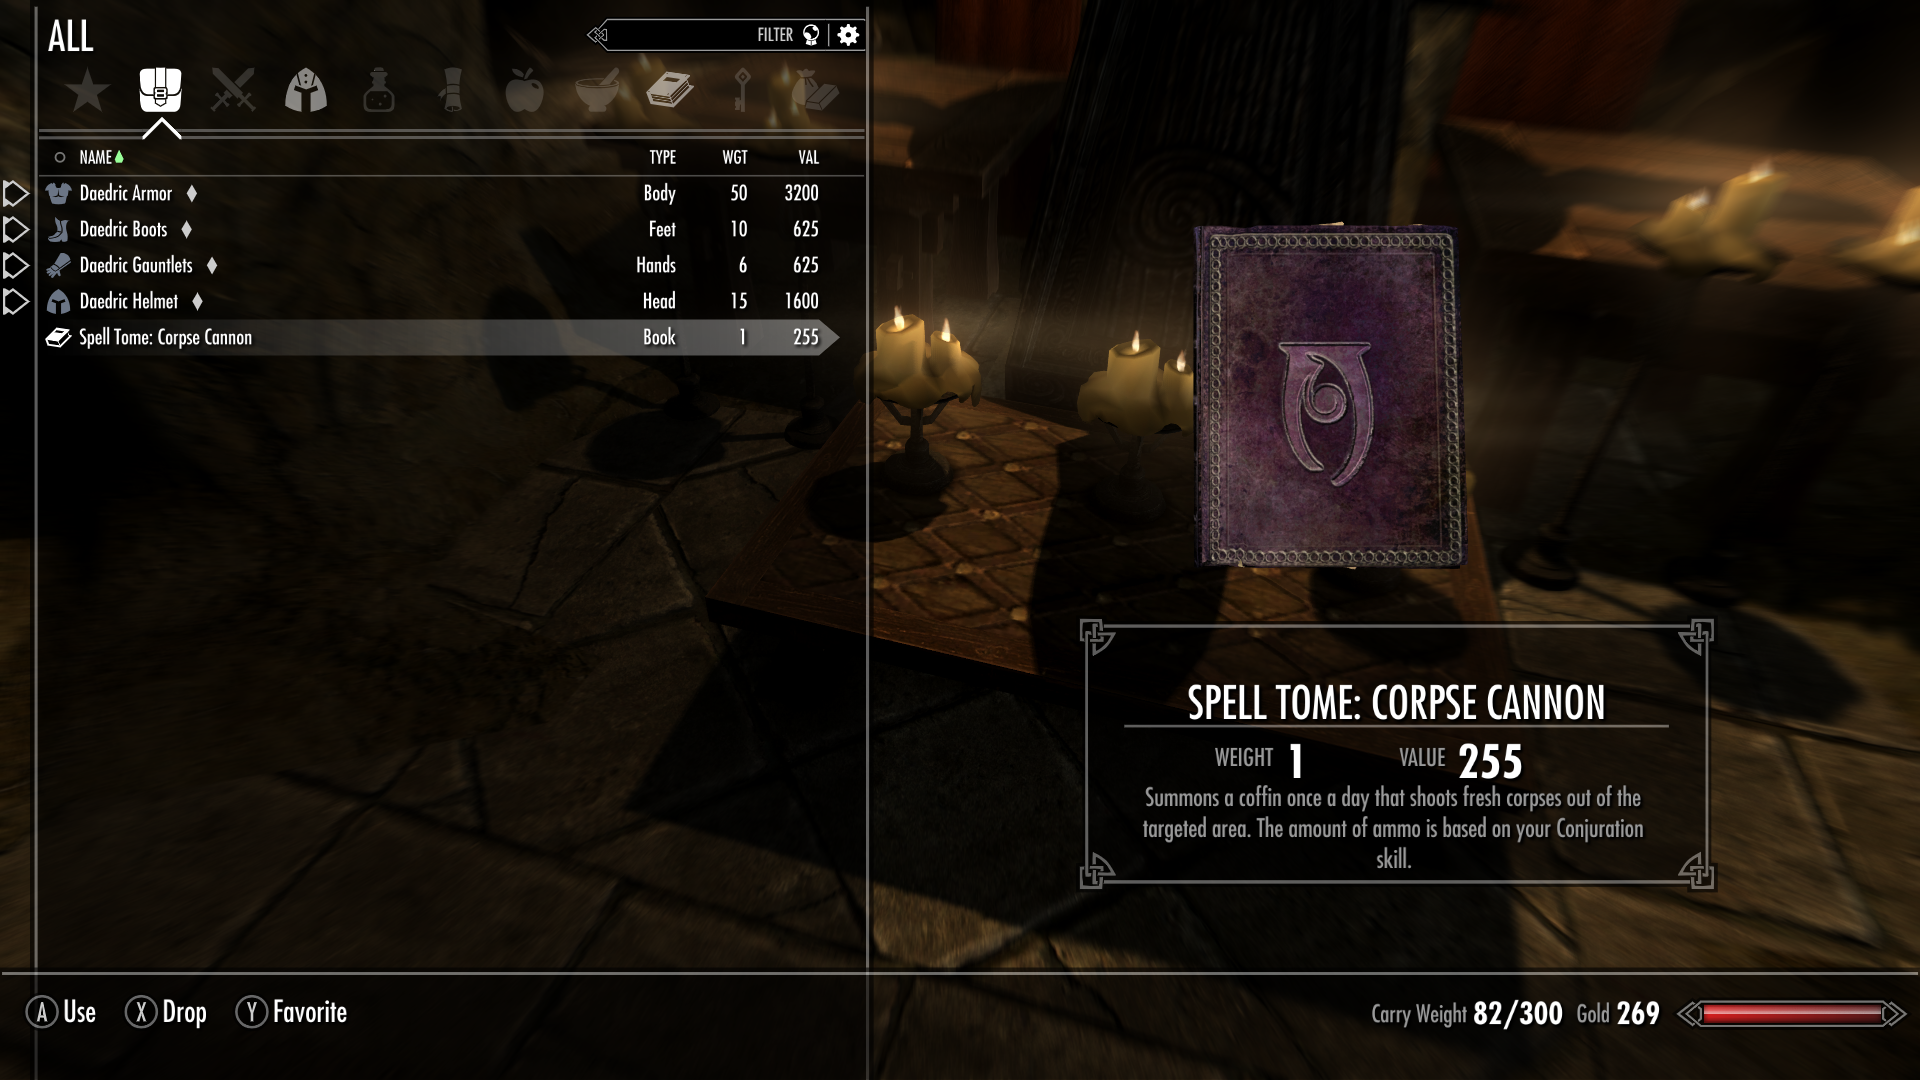 ALL
FILTER
NAME TYPE WGT VAL
Daedric Armor Body 50 3200
Daedric Boots Feet 10 625
Daedric Gauntlets Hands 6 625
Daedric Helmet Head 15 1600
Spell Tome: Corpse Cannon Book 1 255
SPELL TOME: CORPSE CANNON
WEIGHT 1 VALUE 255
Summons a coffin once a day that shoots fresh corpses out of the
targeted area. The amount of ammo is based on your Conjuration
skill.
A Use X Drop Y Favorite
Carry Weight 82/300 Gold 269